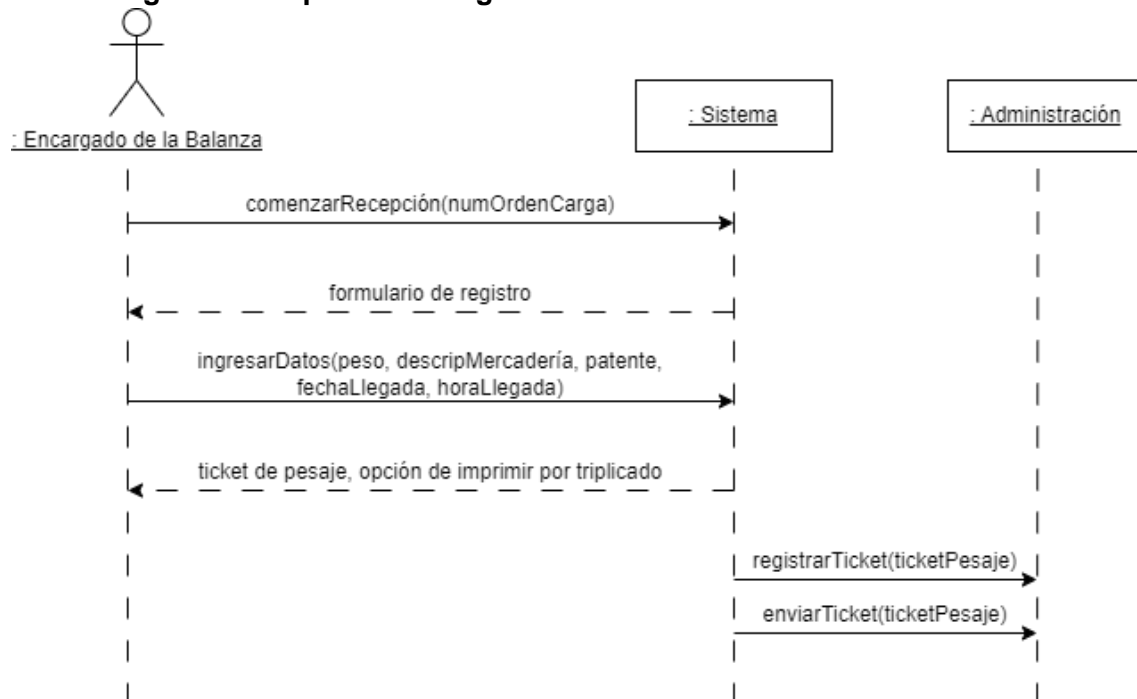 : Encargado de la Balanza
: Sistema
: Administración
comenzarRecepción(numOrdenCarga)
formulario de registro
ingresarDatos(peso, descripMercadería, patente,
fechaLlegada, horaLlegada)
ticket de pesaje, opción de imprimir por triplicado
registrarTicket(ticketPesaje)
enviarTicket(ticketPesaje)